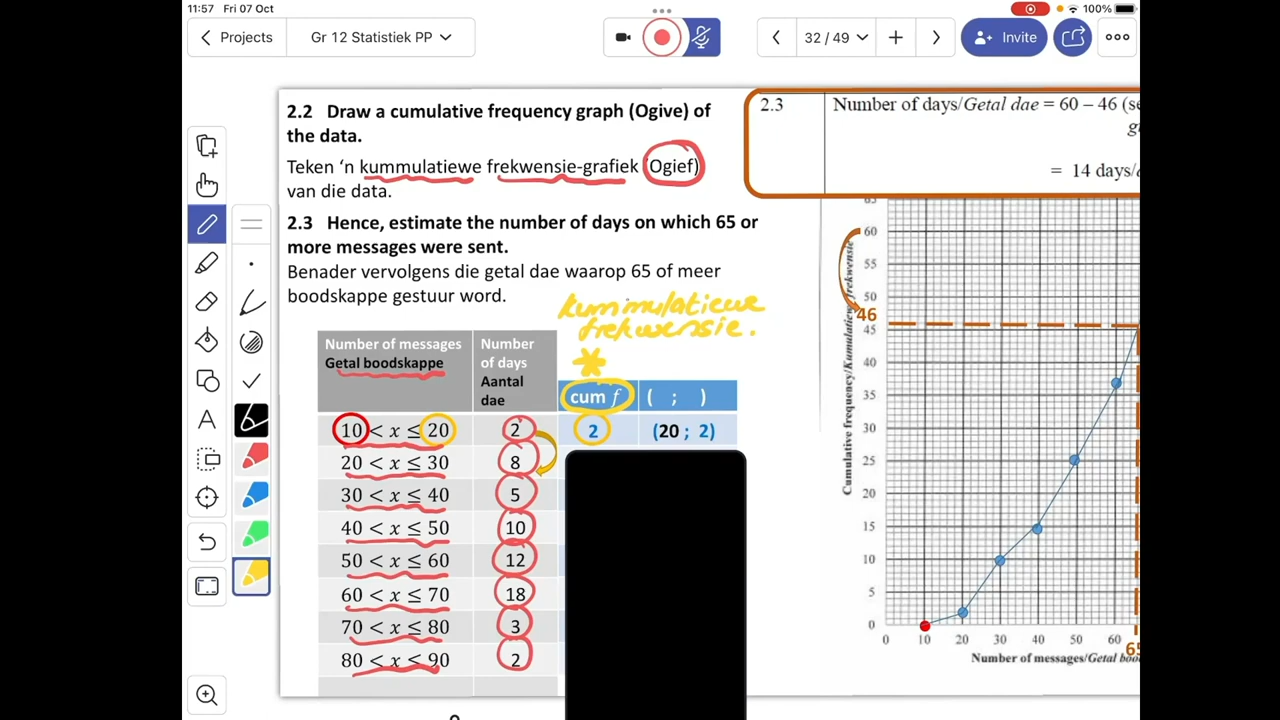 11:57 Fri 07 Oct
100%
Projects
Gr 12 Statistiek PP
32 / 49
Invite
2.2 Draw a cumulative frequency graph (Ogive) of
the data.
Teken ‘n kummulatiewe frekwensie-grafiek (Ogief)
van die data.
2.3 Hence, estimate the number of days on which 65 or
more messages were sent.
Benader vervolgens die getal dae waarop 65 of meer
boodskappe gestuur word.
kummulatiewe
frekwensie.
Number of messages
Getal boodskappe
Number
of days
Aantal
dae
cum f
( ; )
10 < x ≤ 20 2 2 (20 ; 2)
20 < x ≤ 30 8
30 < x ≤ 40 5
40 < x ≤ 50 10
50 < x ≤ 60 12
60 < x ≤ 70 18
70 < x ≤ 80 3
80 < x ≤ 90 2
2.3 Number of days/Getal dae = 60 – 46
= 14 days/
65
60
55
50
46
45
40
35
30
25
20
15
10
5
0
Cumulative frequency/Kumulatiewe frekwensie
0 10 20 30 40 50 60
65
Number of messages/Getal
A